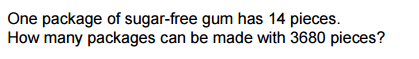 One package of sugar-free gum has 14 pieces.
How many packages can be made with 3680 pieces?